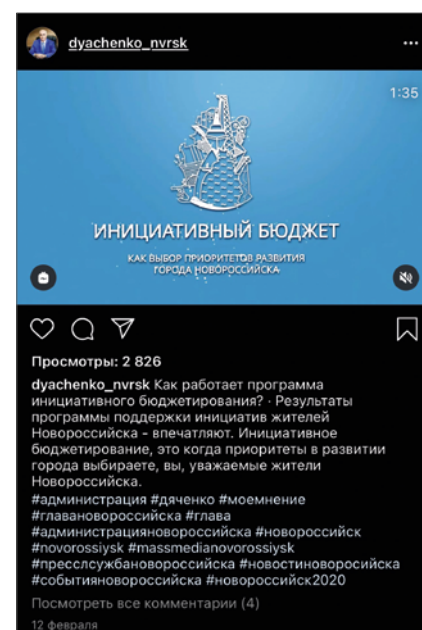 dyachenko_nvrsk
1:35
ИНИЦИАТИВНЫЙ БЮДЖЕТ
КАК ВЫБОР ПРИОРИТЕТОВ РАЗВИТИЯ
ГОРОДА НОВОРОССИЙСКА
Просмотры: 2 826
dyachenko_nvrsk Как работает программа
инициативного бюджетирования? · Результаты
программы поддержки инициатив жителей
Новороссийска - впечатляют. Инициативное
бюджетирование, это когда приоритеты в развитии
города выбираете, вы, уважаемые жители
Новороссийска.
#администрация #дяченко #моемнение
#главановороссийска #глава
#администрацияновороссийска #новороссийск
#novorossiysk #massmedianovorossiysk
#пресслсужбановороссийска #новостиноворосийска
#событияновороссийска #новороссийск2020
Посмотреть все комментарии (4)
12 февраля